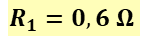 R₁ = 0,6 Ω